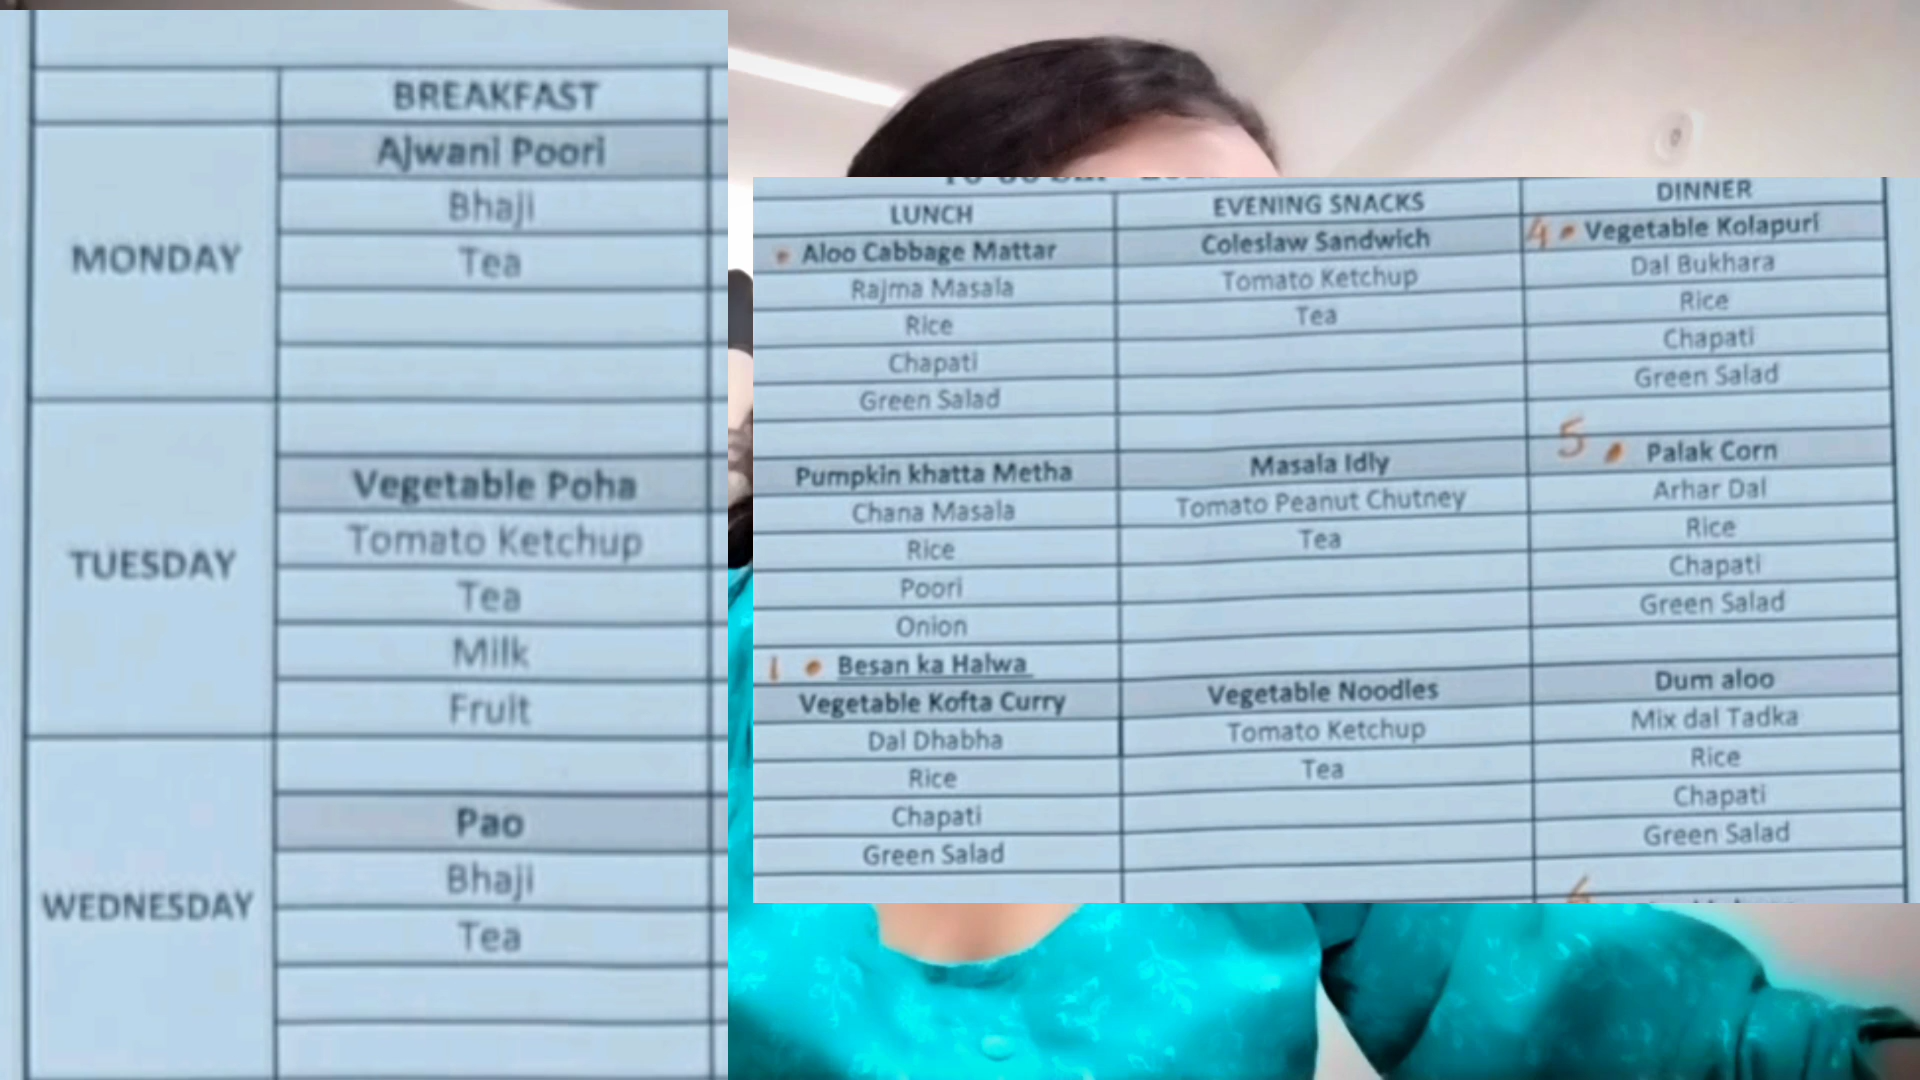 BREAKFAST
MONDAY
Ajwani Poori
Bhaji
Tea
TUESDAY
Vegetable Poha
Tomato Ketchup
Tea
Milk
Fruit
WEDNESDAY
Pao
Bhaji
Tea
LUNCH
Aloo Cabbage Mattar
Rajma Masala
Rice
Chapati
Green Salad
Pumpkin khatta Metha
Chana Masala
Rice
Poori
Onion
1 • Besan ka Halwa
Vegetable Kofta Curry
Dal Dhabha
Rice
Chapati
Green Salad
EVENING SNACKS
Coleslaw Sandwich
Tomato Ketchup
Tea
Masala Idly
Tomato Peanut Chutney
Tea
Vegetable Noodles
Tomato Ketchup
Tea
DINNER
4 • Vegetable Kolapuri
Dal Bukhara
Rice
Chapati
Green Salad
5 • Palak Corn
Arhar Dal
Rice
Chapati
Green Salad
Dum aloo
Mix dal Tadka
Rice
Chapati
Green Salad
6